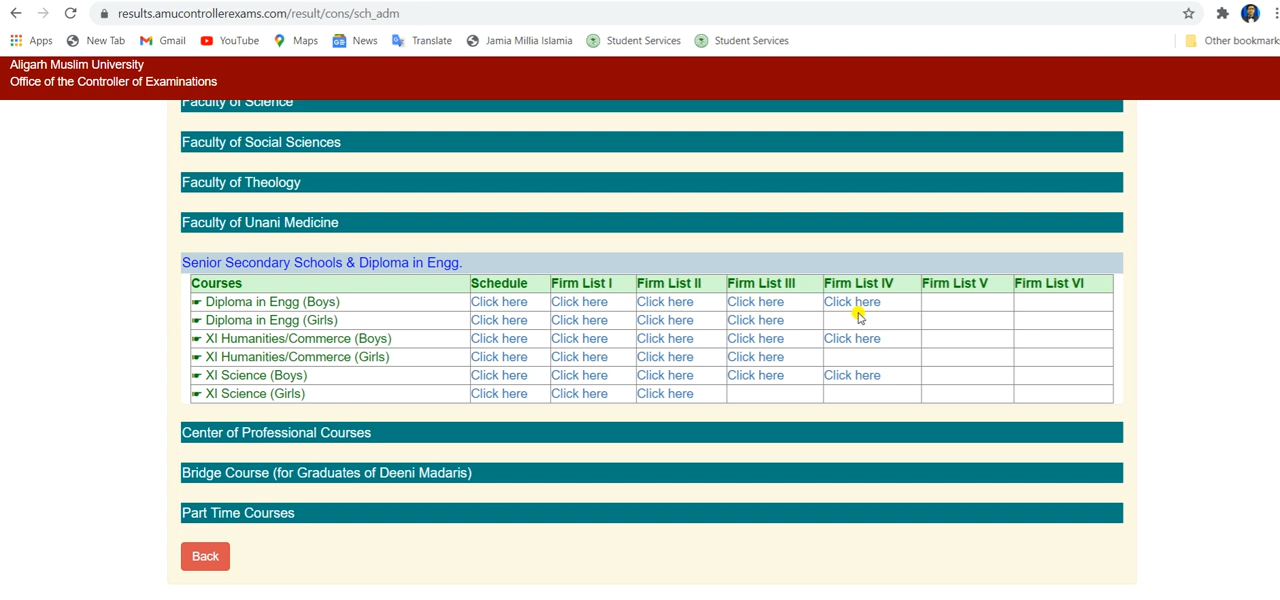 results.amucontrollerexams.com/result/cons/sch_adm
Apps New Tab Gmail YouTube Maps News Translate Jamia Millia Islamia Student Services Student Services Other bookmark
Aligarh Muslim University
Office of the Controller of Examinations
Faculty of Science
Faculty of Social Sciences
Faculty of Theology
Faculty of Unani Medicine
Senior Secondary Schools & Diploma in Engg.
Courses Schedule Firm List I Firm List II Firm List III Firm List IV Firm List V Firm List VI
Diploma in Engg (Boys) Click here Click here Click here Click here Click here
Diploma in Engg (Girls) Click here Click here Click here Click here
XI Humanities/Commerce (Boys) Click here Click here Click here Click here Click here
XI Humanities/Commerce (Girls) Click here Click here Click here Click here
XI Science (Boys) Click here Click here Click here Click here Click here
XI Science (Girls) Click here Click here Click here
Center of Professional Courses
Bridge Course (for Graduates of Deeni Madaris)
Part Time Courses
Back